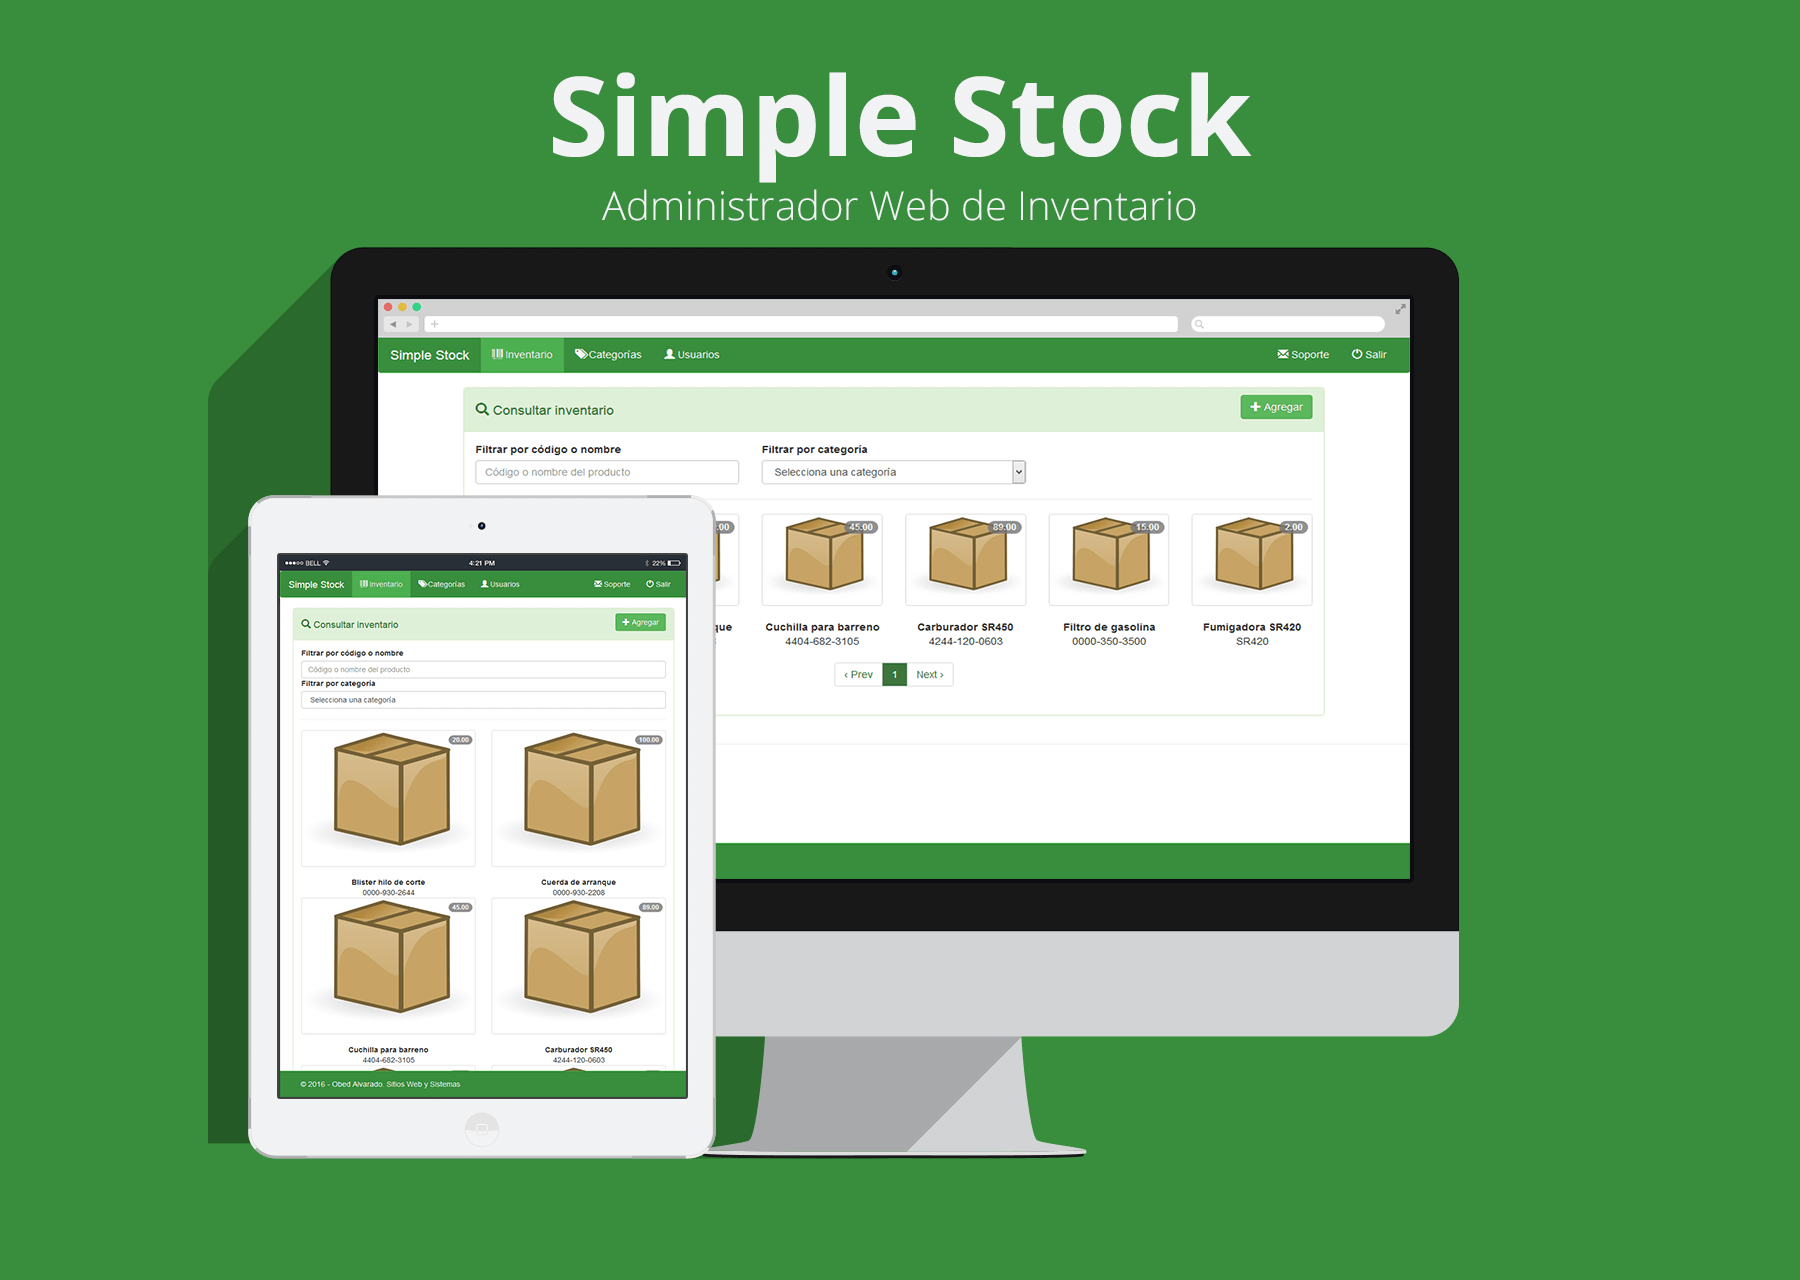 Simple Stock
Administrador Web de Inventario
Simple Stock Inventario Categorías Usuarios Soporte Salir
Consultar inventario Agregar
Filtrar por código o nombre Filtrar por categoría
Código o nombre del producto Selecciona una categoría
.00 45.00 89.00 15.00 2.00
que Cuchilla para barreno Carburador SR450 Filtro de gasolina Fumigadora SR420
4404-682-3105 4244-120-0603 0000-350-3500 SR420
‹ Prev 1 Next ›
BELL 4:21 PM 22%
Simple Stock Inventario Categorías Usuarios Soporte Salir
Consultar inventario Agregar
Filtrar por código o nombre
Código o nombre del producto
Filtrar por categoría
Selecciona una categoría
20.00 100.00
Blister hilo de corte Cuerda de arranque
0000-930-2644 0000-930-2208
45.00 89.00
Cuchilla para barreno Carburador SR450
4404-682-3105 4244-120-0603
© 2016 - Obed Alvarado. Sitios Web y Sistemas